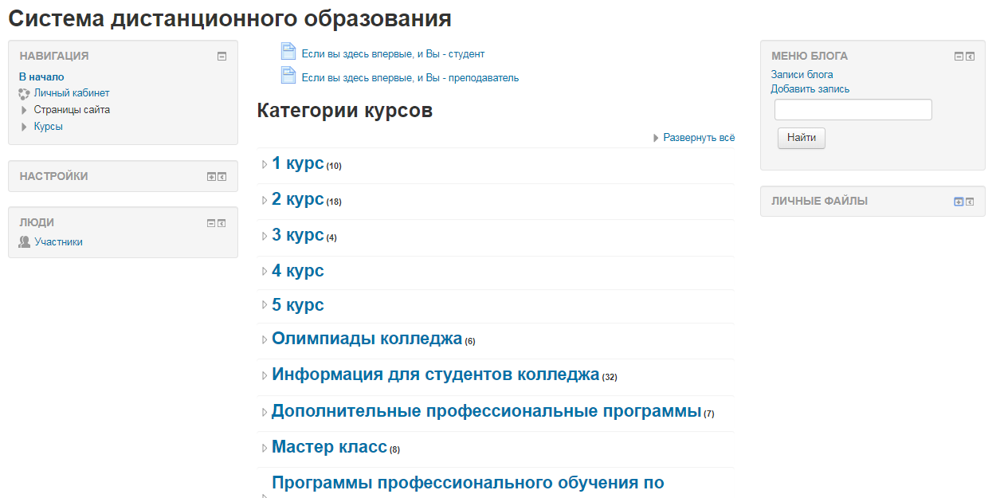 Система дистанционного образования
НАВИГАЦИЯ
В начало
Личный кабинет
Страницы сайта
Курсы
НАСТРОЙКИ
ЛЮДИ
Участники
Если вы здесь впервые, и Вы - студент
Если вы здесь впервые, и Вы - преподаватель
Категории курсов
Развернуть всё
1 курс (10)
2 курс (18)
3 курс (4)
4 курс
5 курс
Олимпиады колледжа (6)
Информация для студентов колледжа (32)
Дополнительные профессиональные программы (7)
Мастер класс (8)
Программы профессионального обучения по
МЕНЮ БЛОГА
Записи блога
Добавить запись
Найти
ЛИЧНЫЕ ФАЙЛЫ